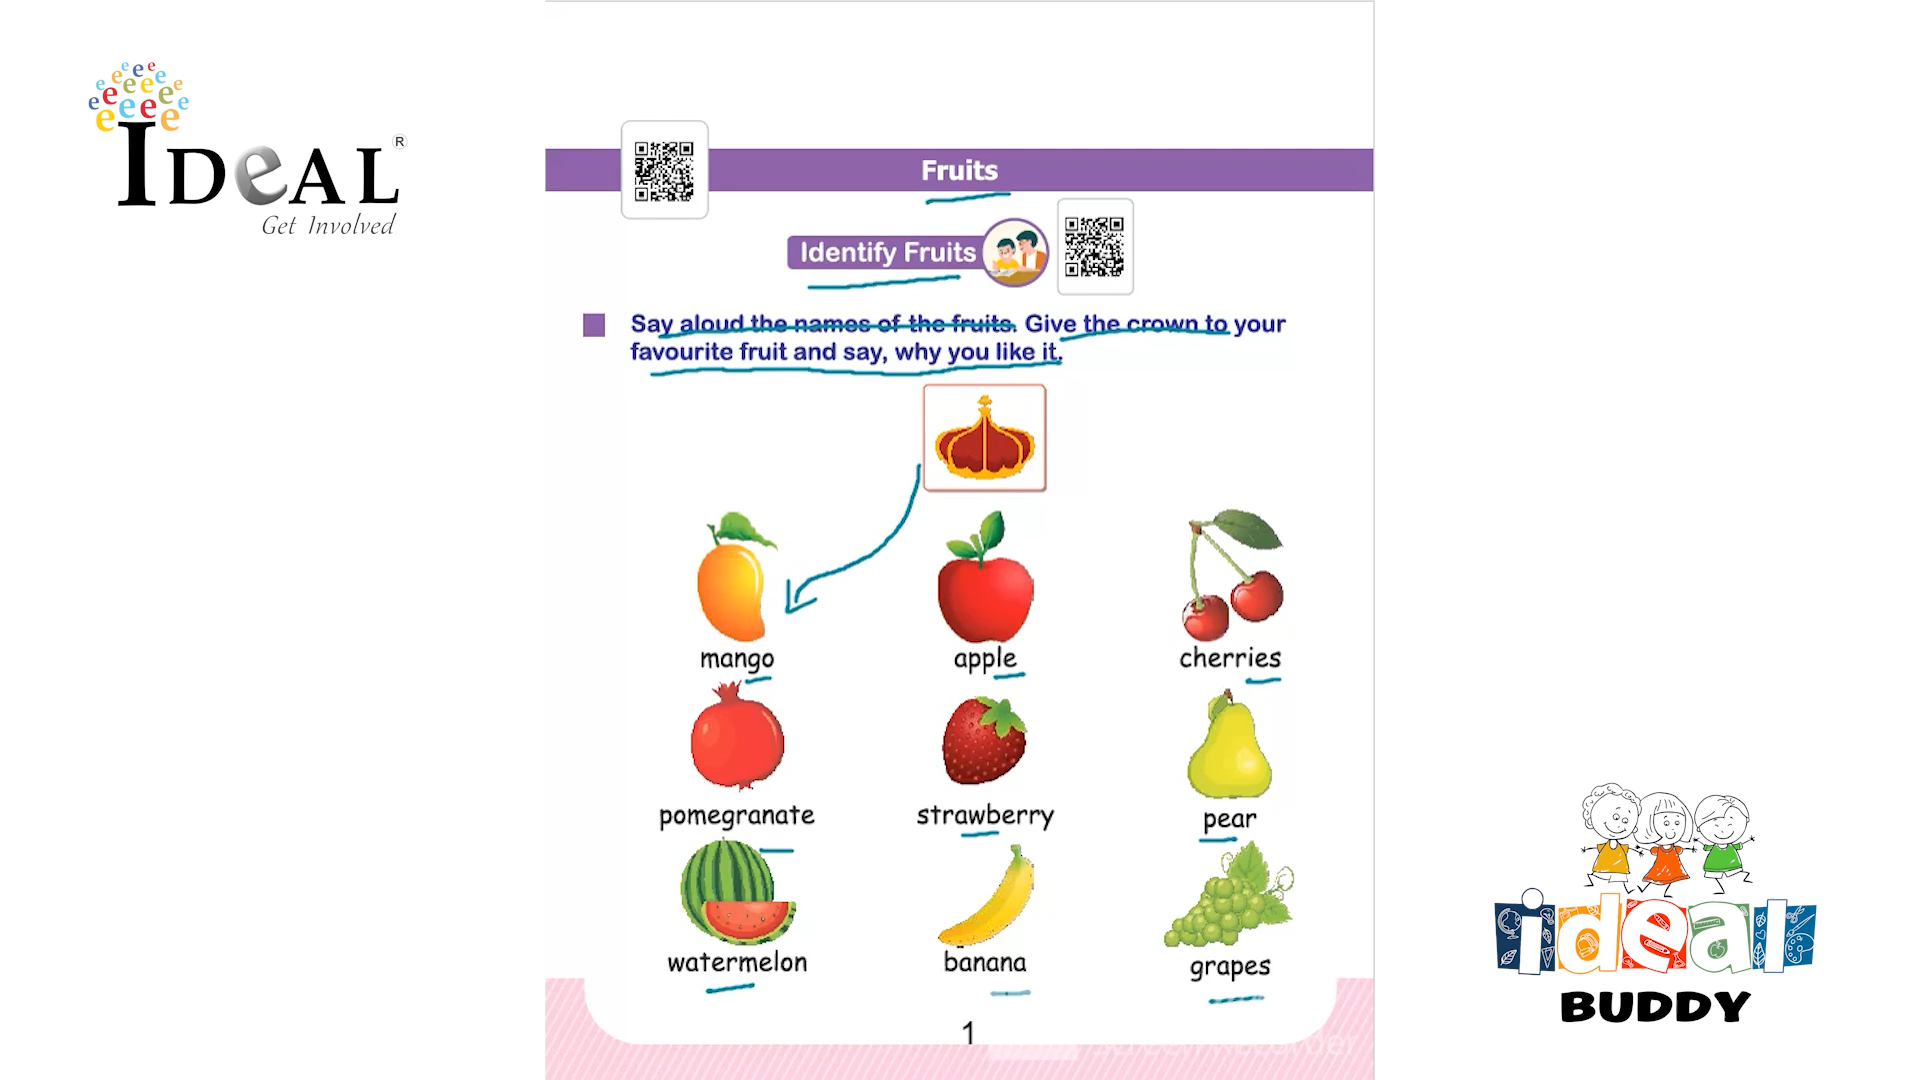 e e e e e e e e e e e e e e e e e e
IDeAL®
Get Involved
Fruits
Identify Fruits
Say aloud the names of the fruits. Give the crown to your
favourite fruit and say, why you like it.
mango apple cherries
pomegranate strawberry pear
watermelon banana grapes
1
Screen Recorder
ideal
BUDDY